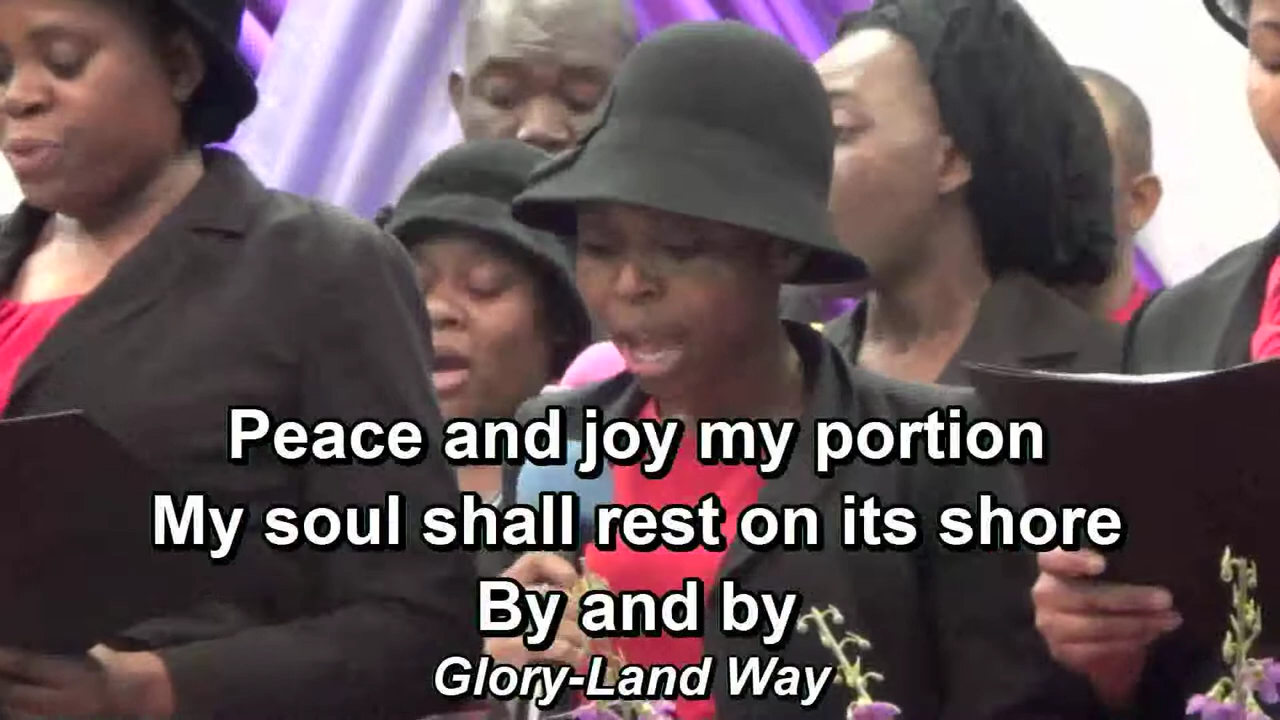 Peace and joy my portion
My soul shall rest on its shore
By and by
Glory-Land Way